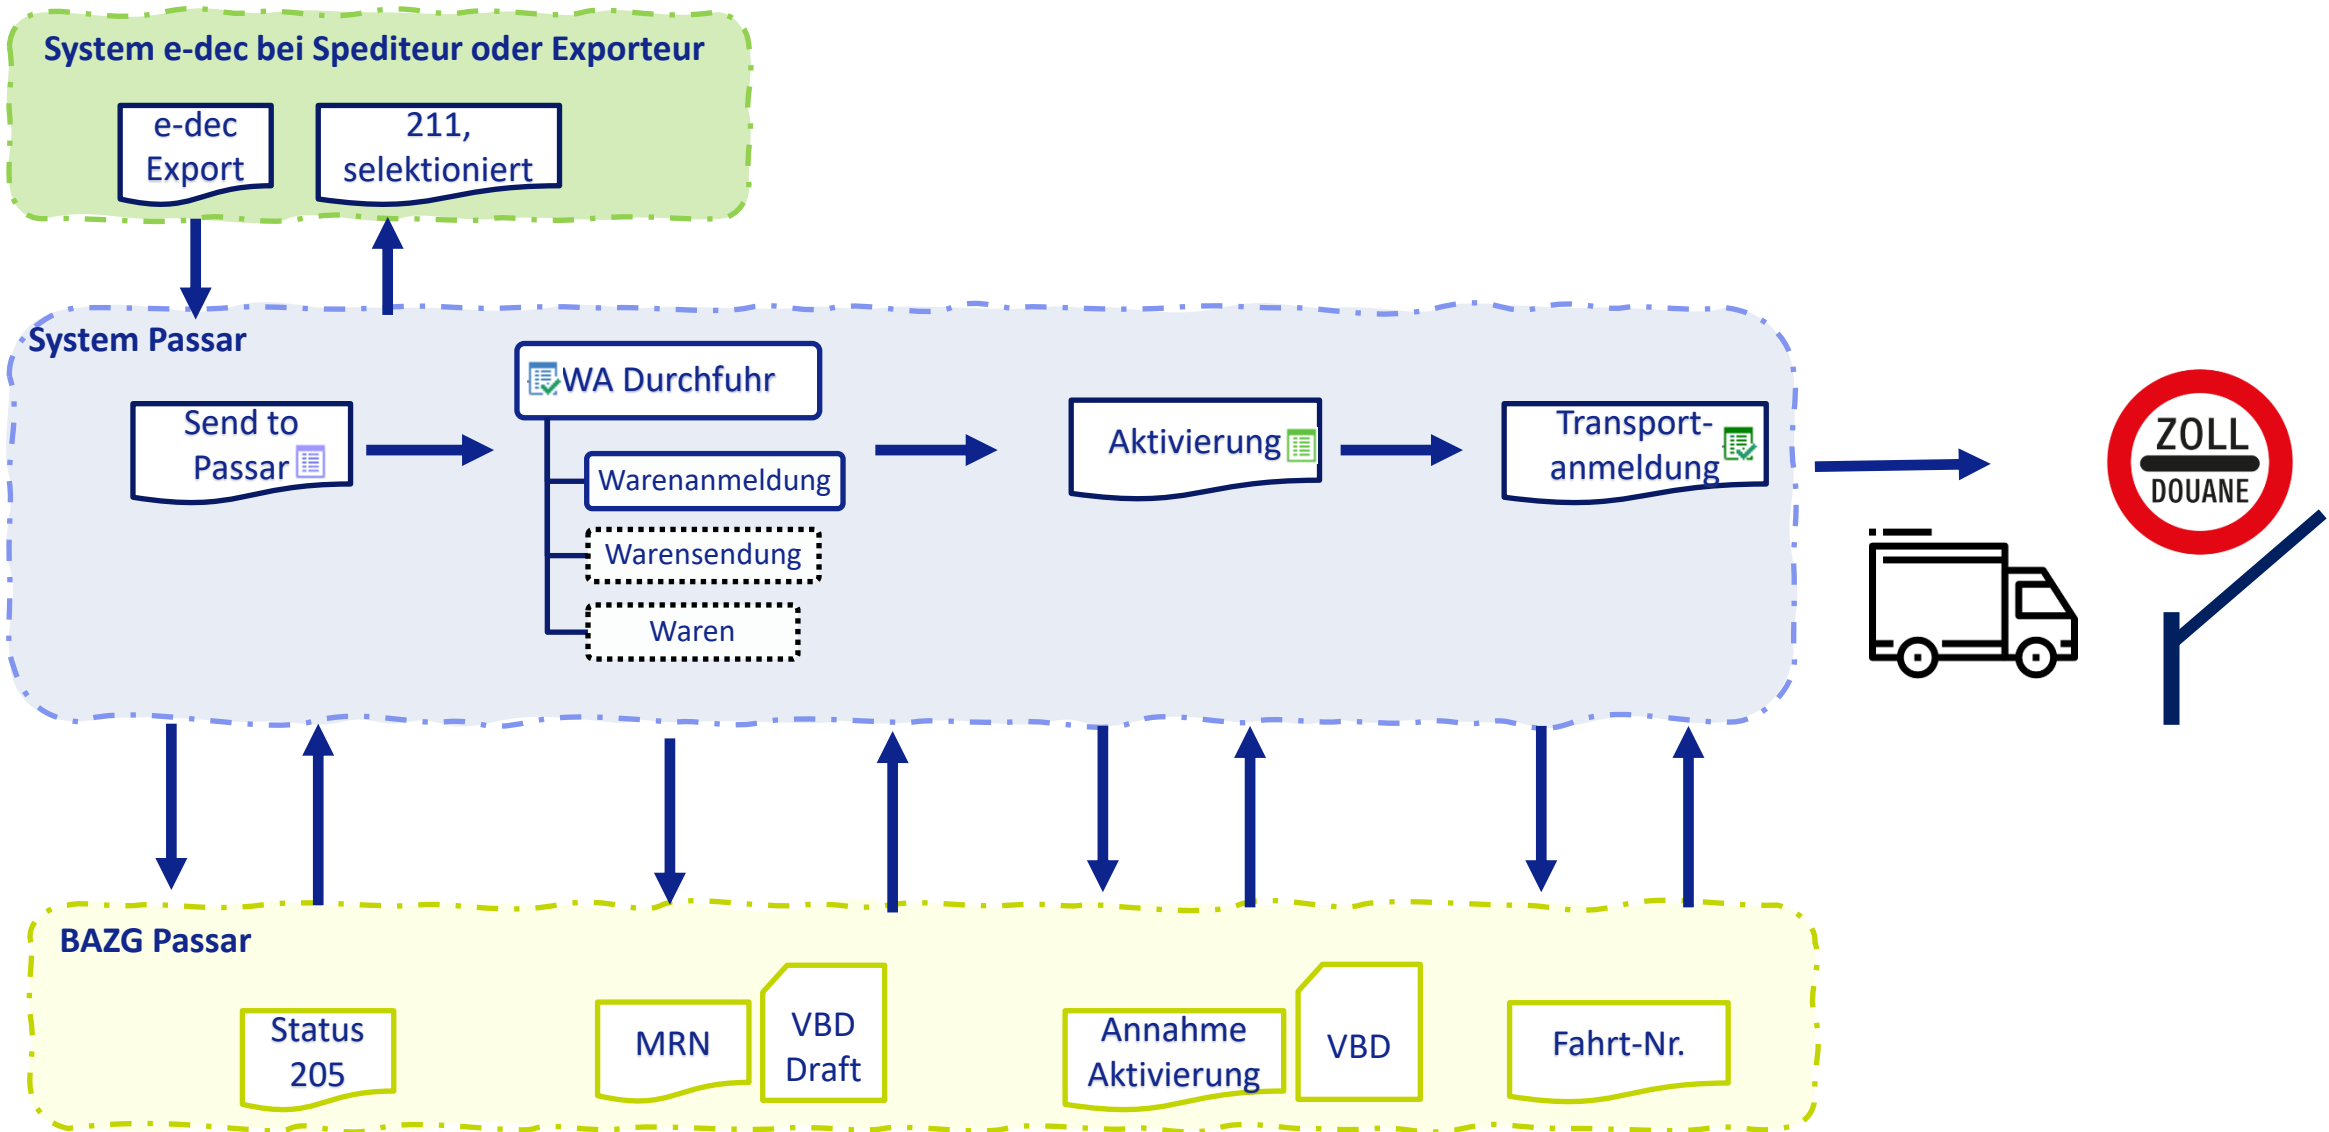 System e-dec bei Spediteur oder Exporteur
e-dec
Export
211,
selektioniert
System Passar
Send to
Passar
WA Durchfuhr
Warenanmeldung
Warensendung
Waren
Aktivierung
Transport-
anmeldung
ZOLL
DOUANE
BAZG Passar
Status
205
MRN
VBD
Draft
Annahme
Aktivierung
VBD
Fahrt-Nr.